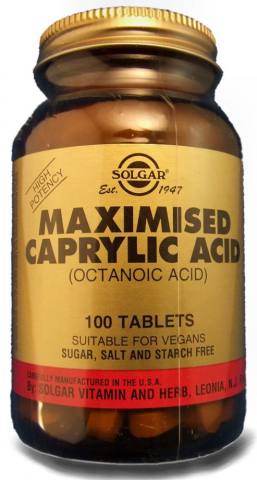 SOLGAR
Est. 1947
HIGH
POTENCY
MAXIMISED
CAPRYLIC ACID
(OCTANOIC ACID)
100 TABLETS
SUITABLE FOR VEGANS
SUGAR, SALT AND STARCH FREE
CAREFULLY MANUFACTURED IN THE U.S.A.
By: SOLGAR VITAMIN AND HERB, LEONIA, N.J.